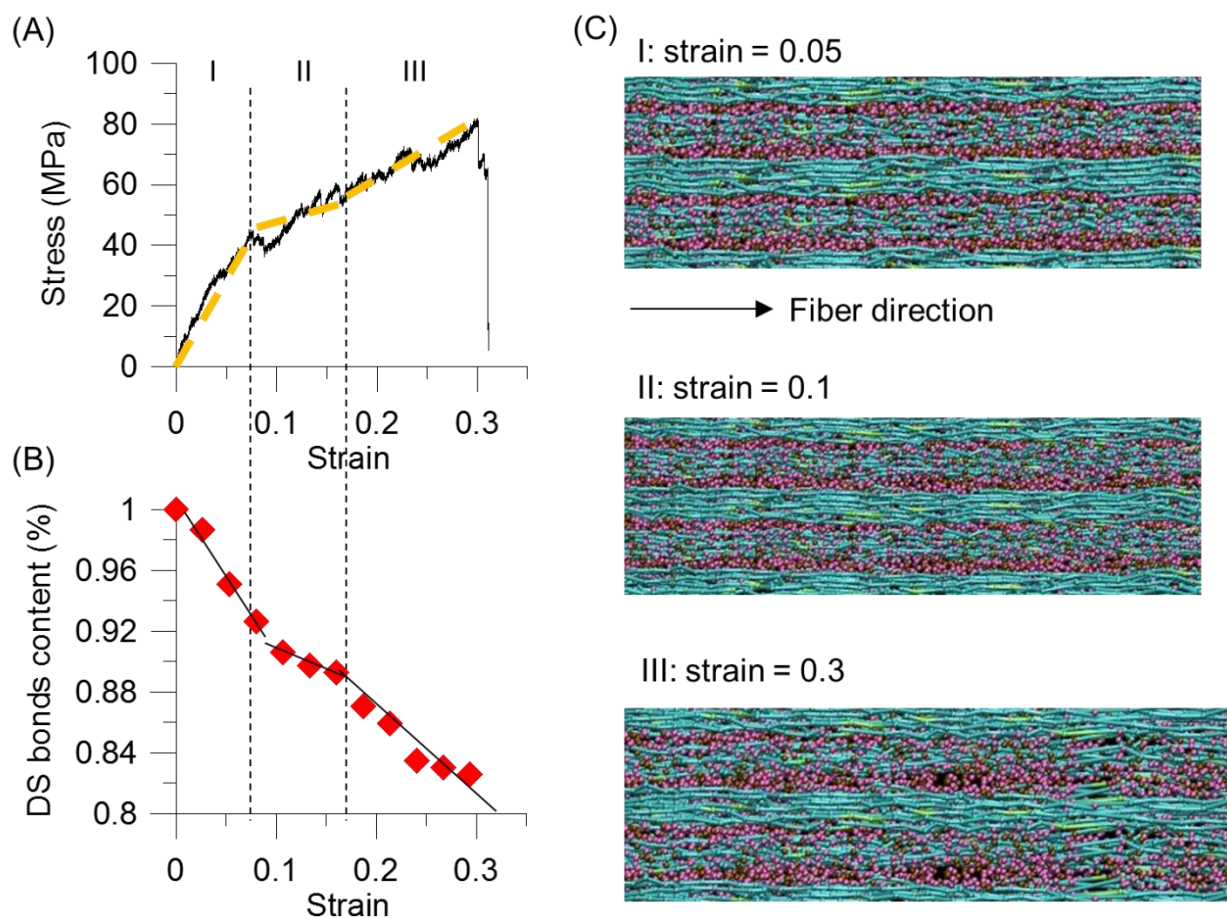 (A)
I II III
100
80
60
40
20
0
Stress (MPa)
0 0.1 0.2 0.3
Strain
(B)
1
0.96
0.92
0.88
0.84
0.8
DS bonds content (%)
0 0.1 0.2 0.3
Strain
(C)
I: strain = 0.05
Fiber direction
II: strain = 0.1
III: strain = 0.3